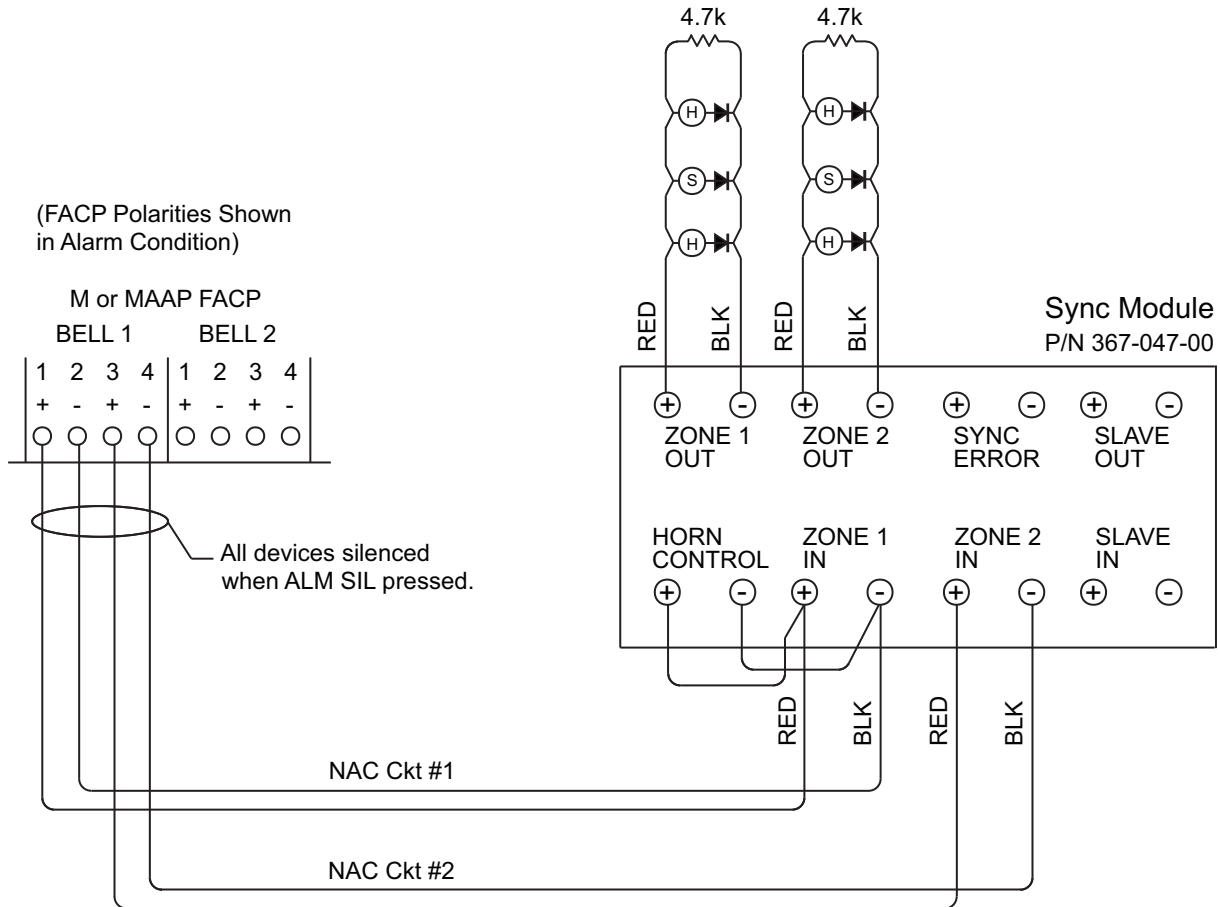 4.7k 4.7k
H H
S S
H H
(FACP Polarities Shown
in Alarm Condition)
M or MAAP FACP
BELL 1 BELL 2
1 2 3 4 1 2 3 4
+ - + - + - + -
All devices silenced
when ALM SIL pressed.
RED BLK RED BLK
Sync Module
P/N 367-047-00
+ - + - + - + -
ZONE 1 ZONE 2 SYNC SLAVE
OUT OUT ERROR OUT
HORN ZONE 1 ZONE 2 SLAVE
CONTROL IN IN IN
+ - + - + - + -
RED BLK RED BLK
NAC Ckt #1
NAC Ckt #2